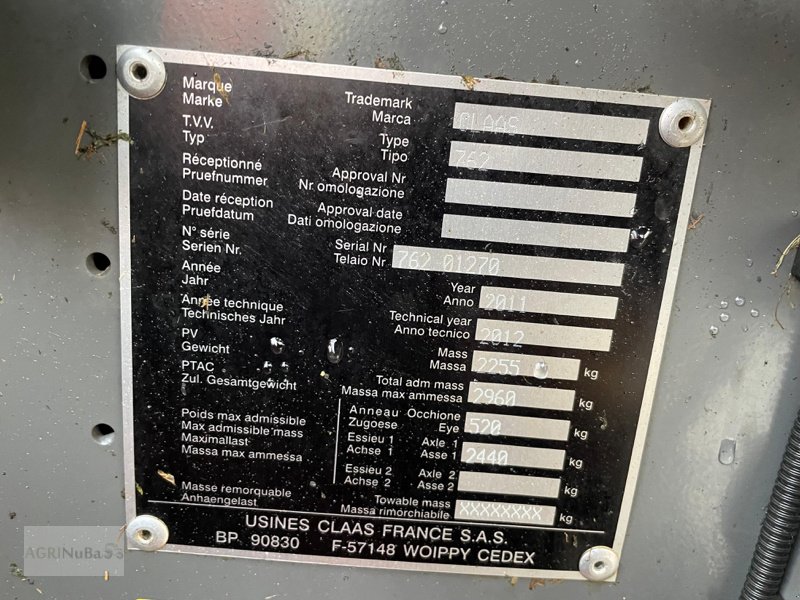 Marque Trademark
Marke Marca CLAAS
T.V.V. Type
Typ Tipo 762
Réceptionné Approval Nr
Pruefnummer Nr omologazione
Date réception Approval date
Pruefdatum Dati omologazione
N° série Serial Nr
Serien Nr. Telaio Nr 762 01270
Année Year
Jahr Anno 2011
Année technique Technical year
Technisches Jahr Anno tecnico 2012
PV Mass
Gewicht Massa 2255 kg
PTAC Total adm mass
Zul. Gesamtgewicht Massa max ammessa 2960 kg
Poids max admissible Anneau Occhione
Max admissible mass Zugoese Eye 520 kg
Maximallast Essieu 1 Axle 1
Massa max ammessa Achse 1 Asse 1 2440 kg
Essieu 2 Axle 2
Achse 2 Asse 2 kg
Masse remorquable Towable mass
Anhaengelast Massa rimorchiabile XXXXXXXX kg
USINES CLAAS FRANCE S.A.S.
BP. 90830 F-57148 WOIPPY CEDEX
AGRINuBa53